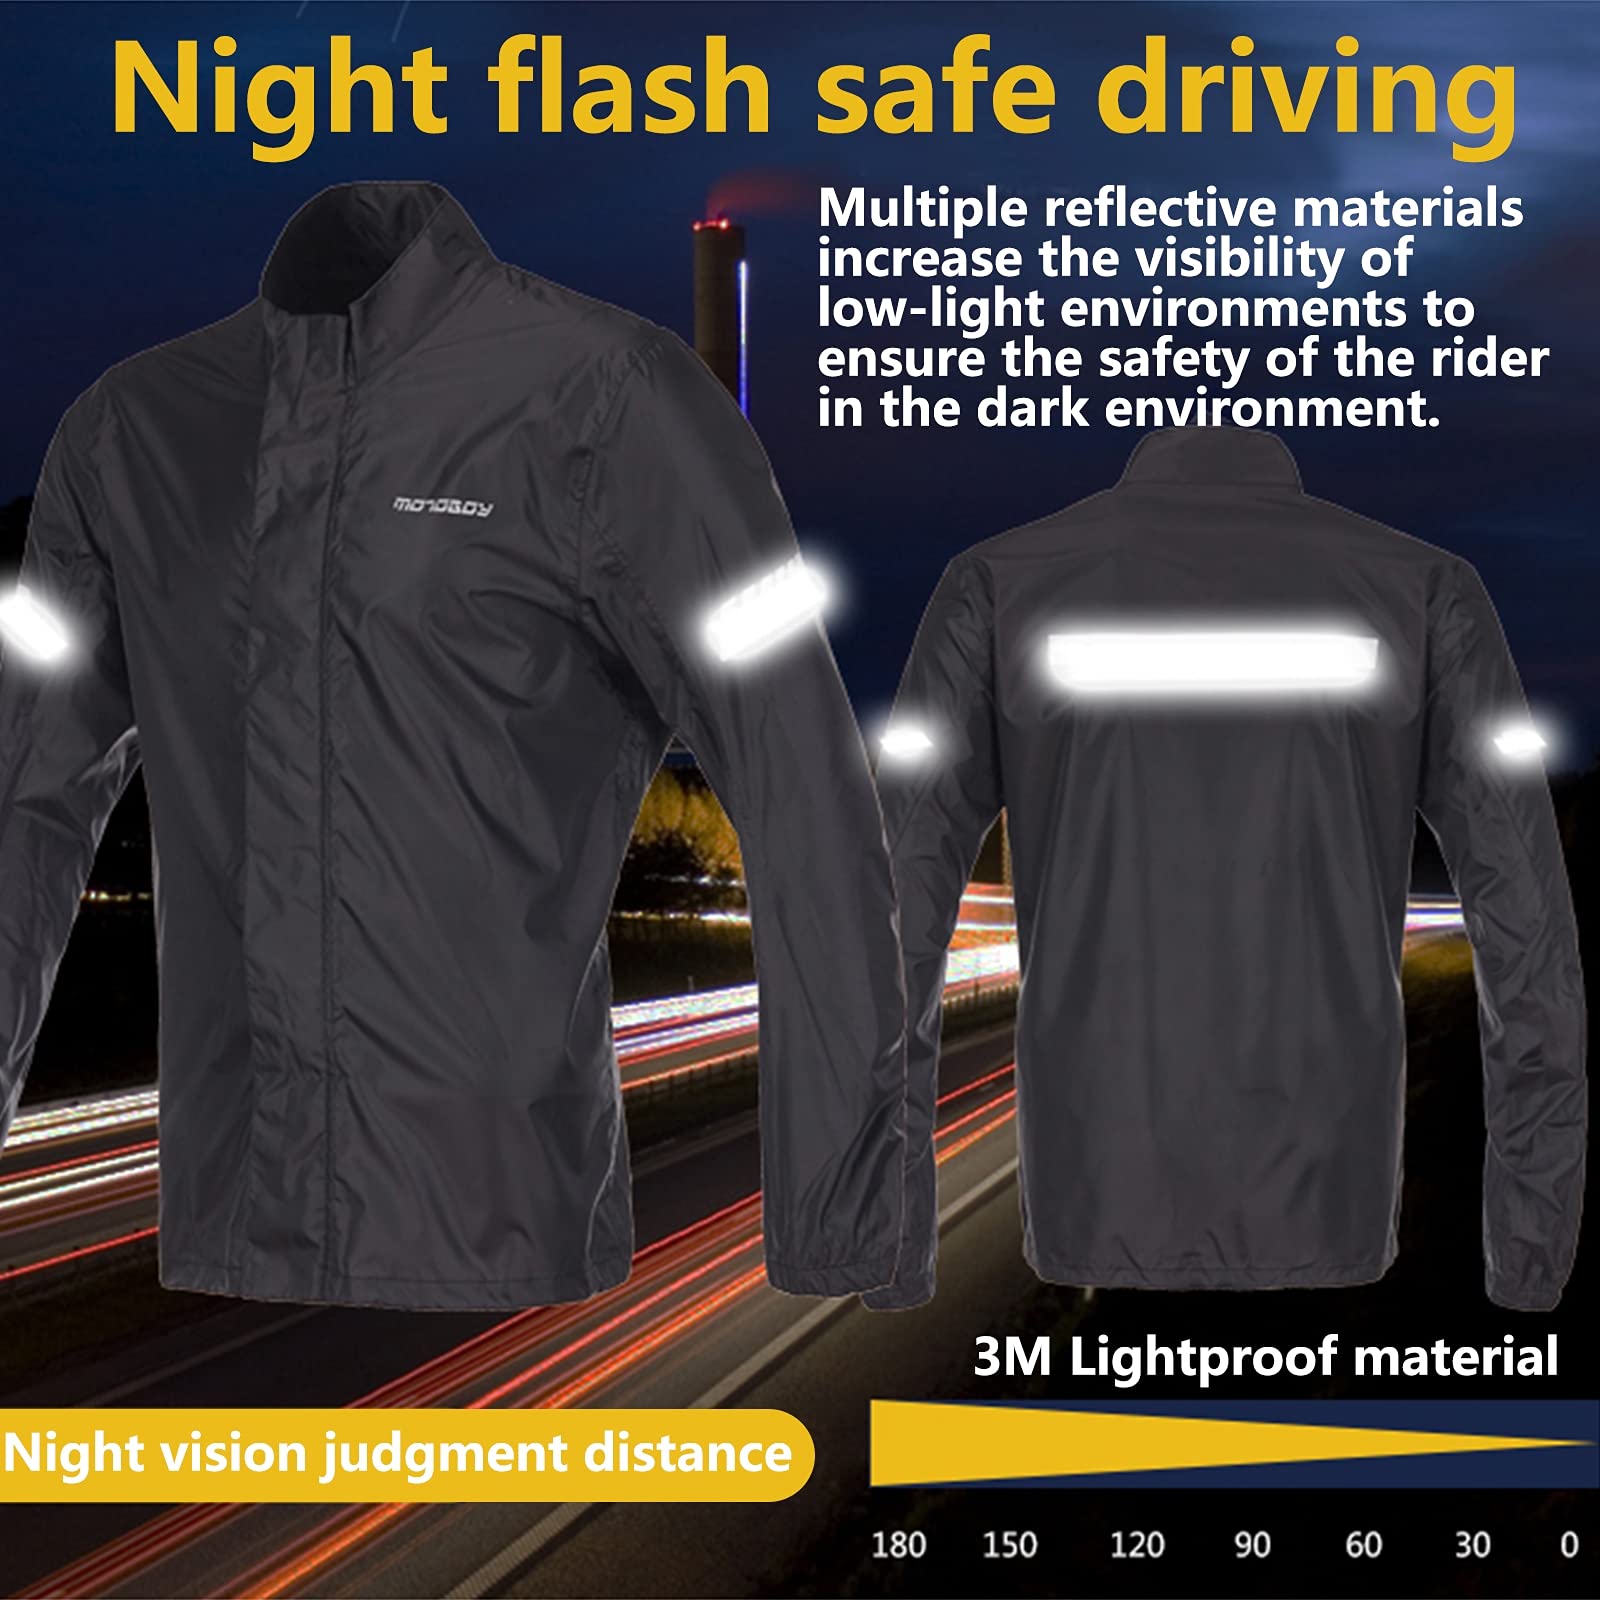 Night flash safe driving
Multiple reflective materials
increase the visibility of
low-light environments to
ensure the safety of the rider
in the dark environment.
MOTOBOY
3M Lightproof material
Night vision judgment distance
180 150 120 90 60 30 0